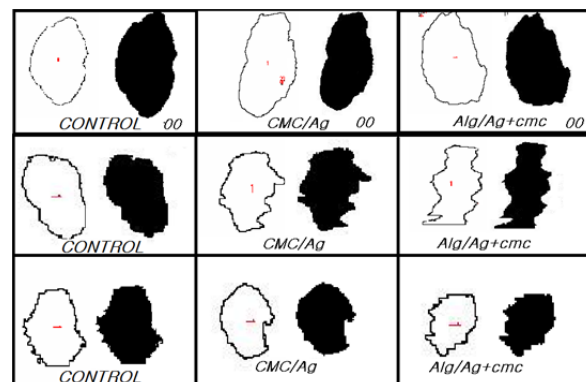 CONTROL 00
CMC/Ag 00
Alg/Ag+cmc 00
CONTROL
CMC/Ag
Alg/Ag+cmc
CONTROL
CMC/Ag
Alg/Ag+cmc